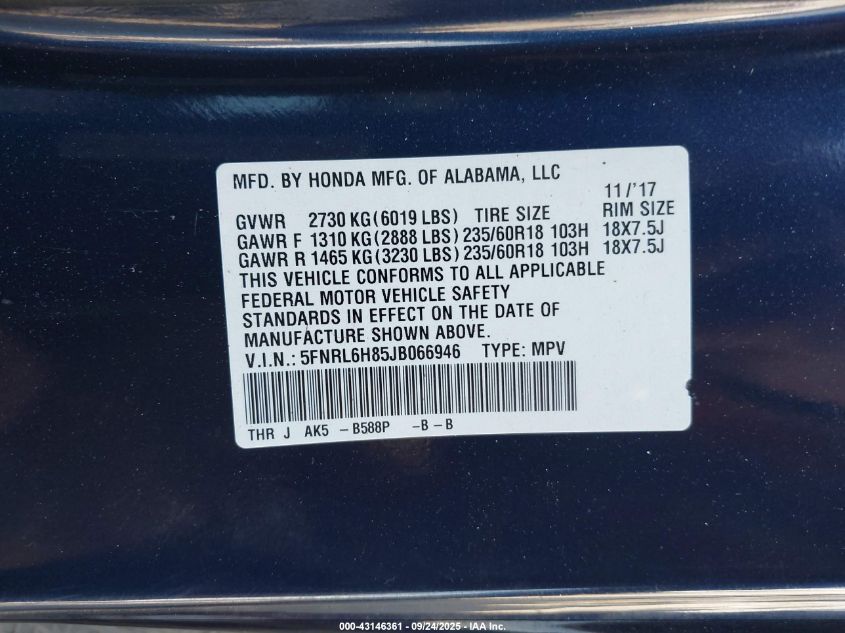 MFD. BY HONDA MFG. OF ALABAMA, LLC
11/'17
GVWR 2730 KG(6019 LBS) TIRE SIZE RIM SIZE
GAWR F 1310 KG(2888 LBS) 235/60R18 103H 18X7.5J
GAWR R 1465 KG(3230 LBS) 235/60R18 103H 18X7.5J
THIS VEHICLE CONFORMS TO ALL APPLICABLE
FEDERAL MOTOR VEHICLE SAFETY
STANDARDS IN EFFECT ON THE DATE OF
MANUFACTURE SHOWN ABOVE.
V.I.N.: 5FNRL6H85JB066946 TYPE: MPV
THR J AK5 -B588P -B-B
000-43146361 - 09/24/2025 - IAA Inc.